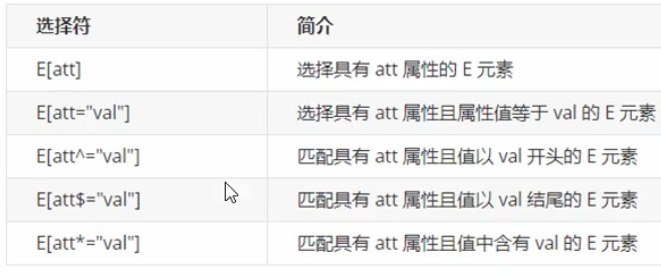 选择符 简介
E[att] 选择具有 att 属性的 E 元素
E[att="val"] 选择具有 att 属性且属性值等于 val 的 E 元素
E[att^="val"] 匹配具有 att 属性且值以 val 开头的 E 元素
E[att$="val"] 匹配具有 att 属性且值以 val 结尾的 E 元素
E[att*="val"] 匹配具有 att 属性且值中含有 val 的 E 元素